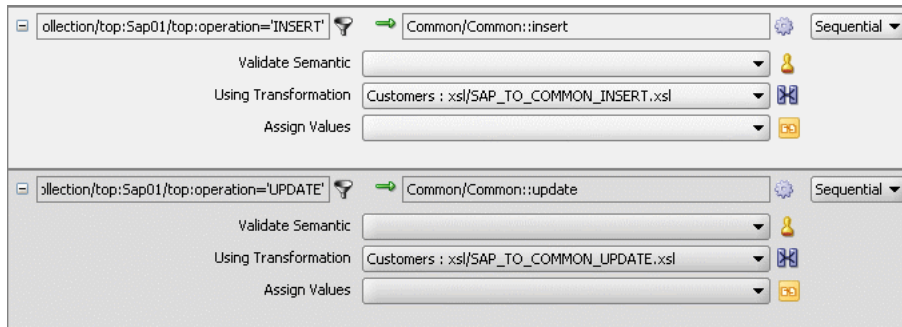 ollection/top:Sap01/top:operation='INSERT' Common/Common::insert Sequential
Validate Semantic
Using Transformation Customers : xsl/SAP_TO_COMMON_INSERT.xsl
Assign Values
ollection/top:Sap01/top:operation='UPDATE' Common/Common::update Sequential
Validate Semantic
Using Transformation Customers : xsl/SAP_TO_COMMON_UPDATE.xsl
Assign Values